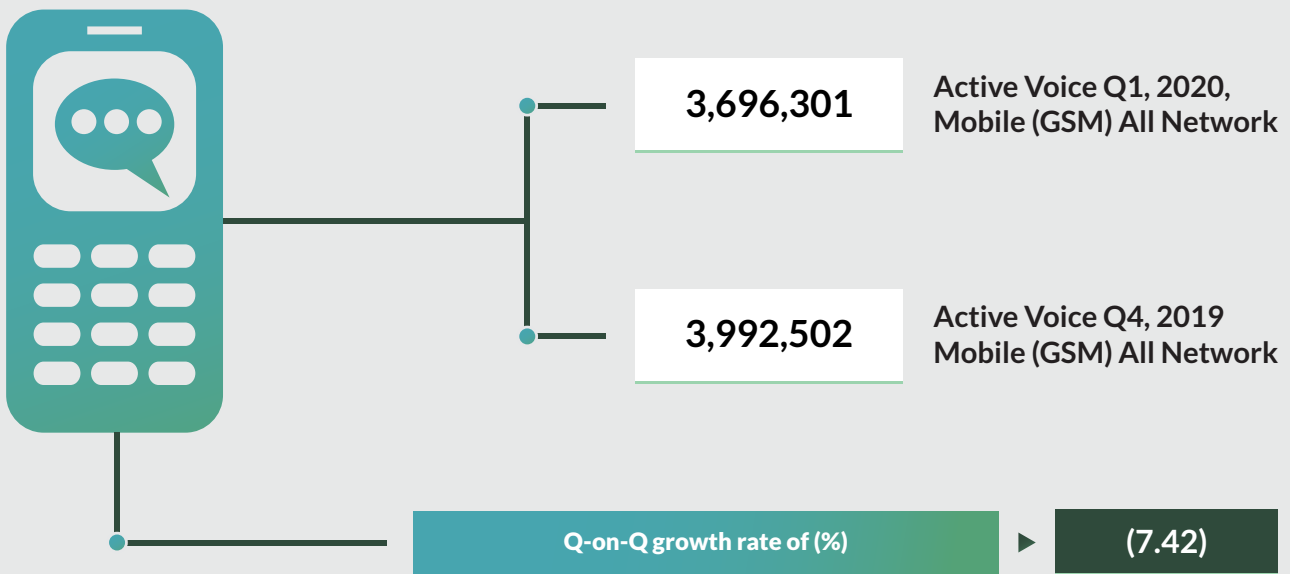 3,696,301
Active Voice Q1, 2020,
Mobile (GSM) All Network
3,992,502
Active Voice Q4, 2019
Mobile (GSM) All Network
Q-on-Q growth rate of (%)
(7.42)